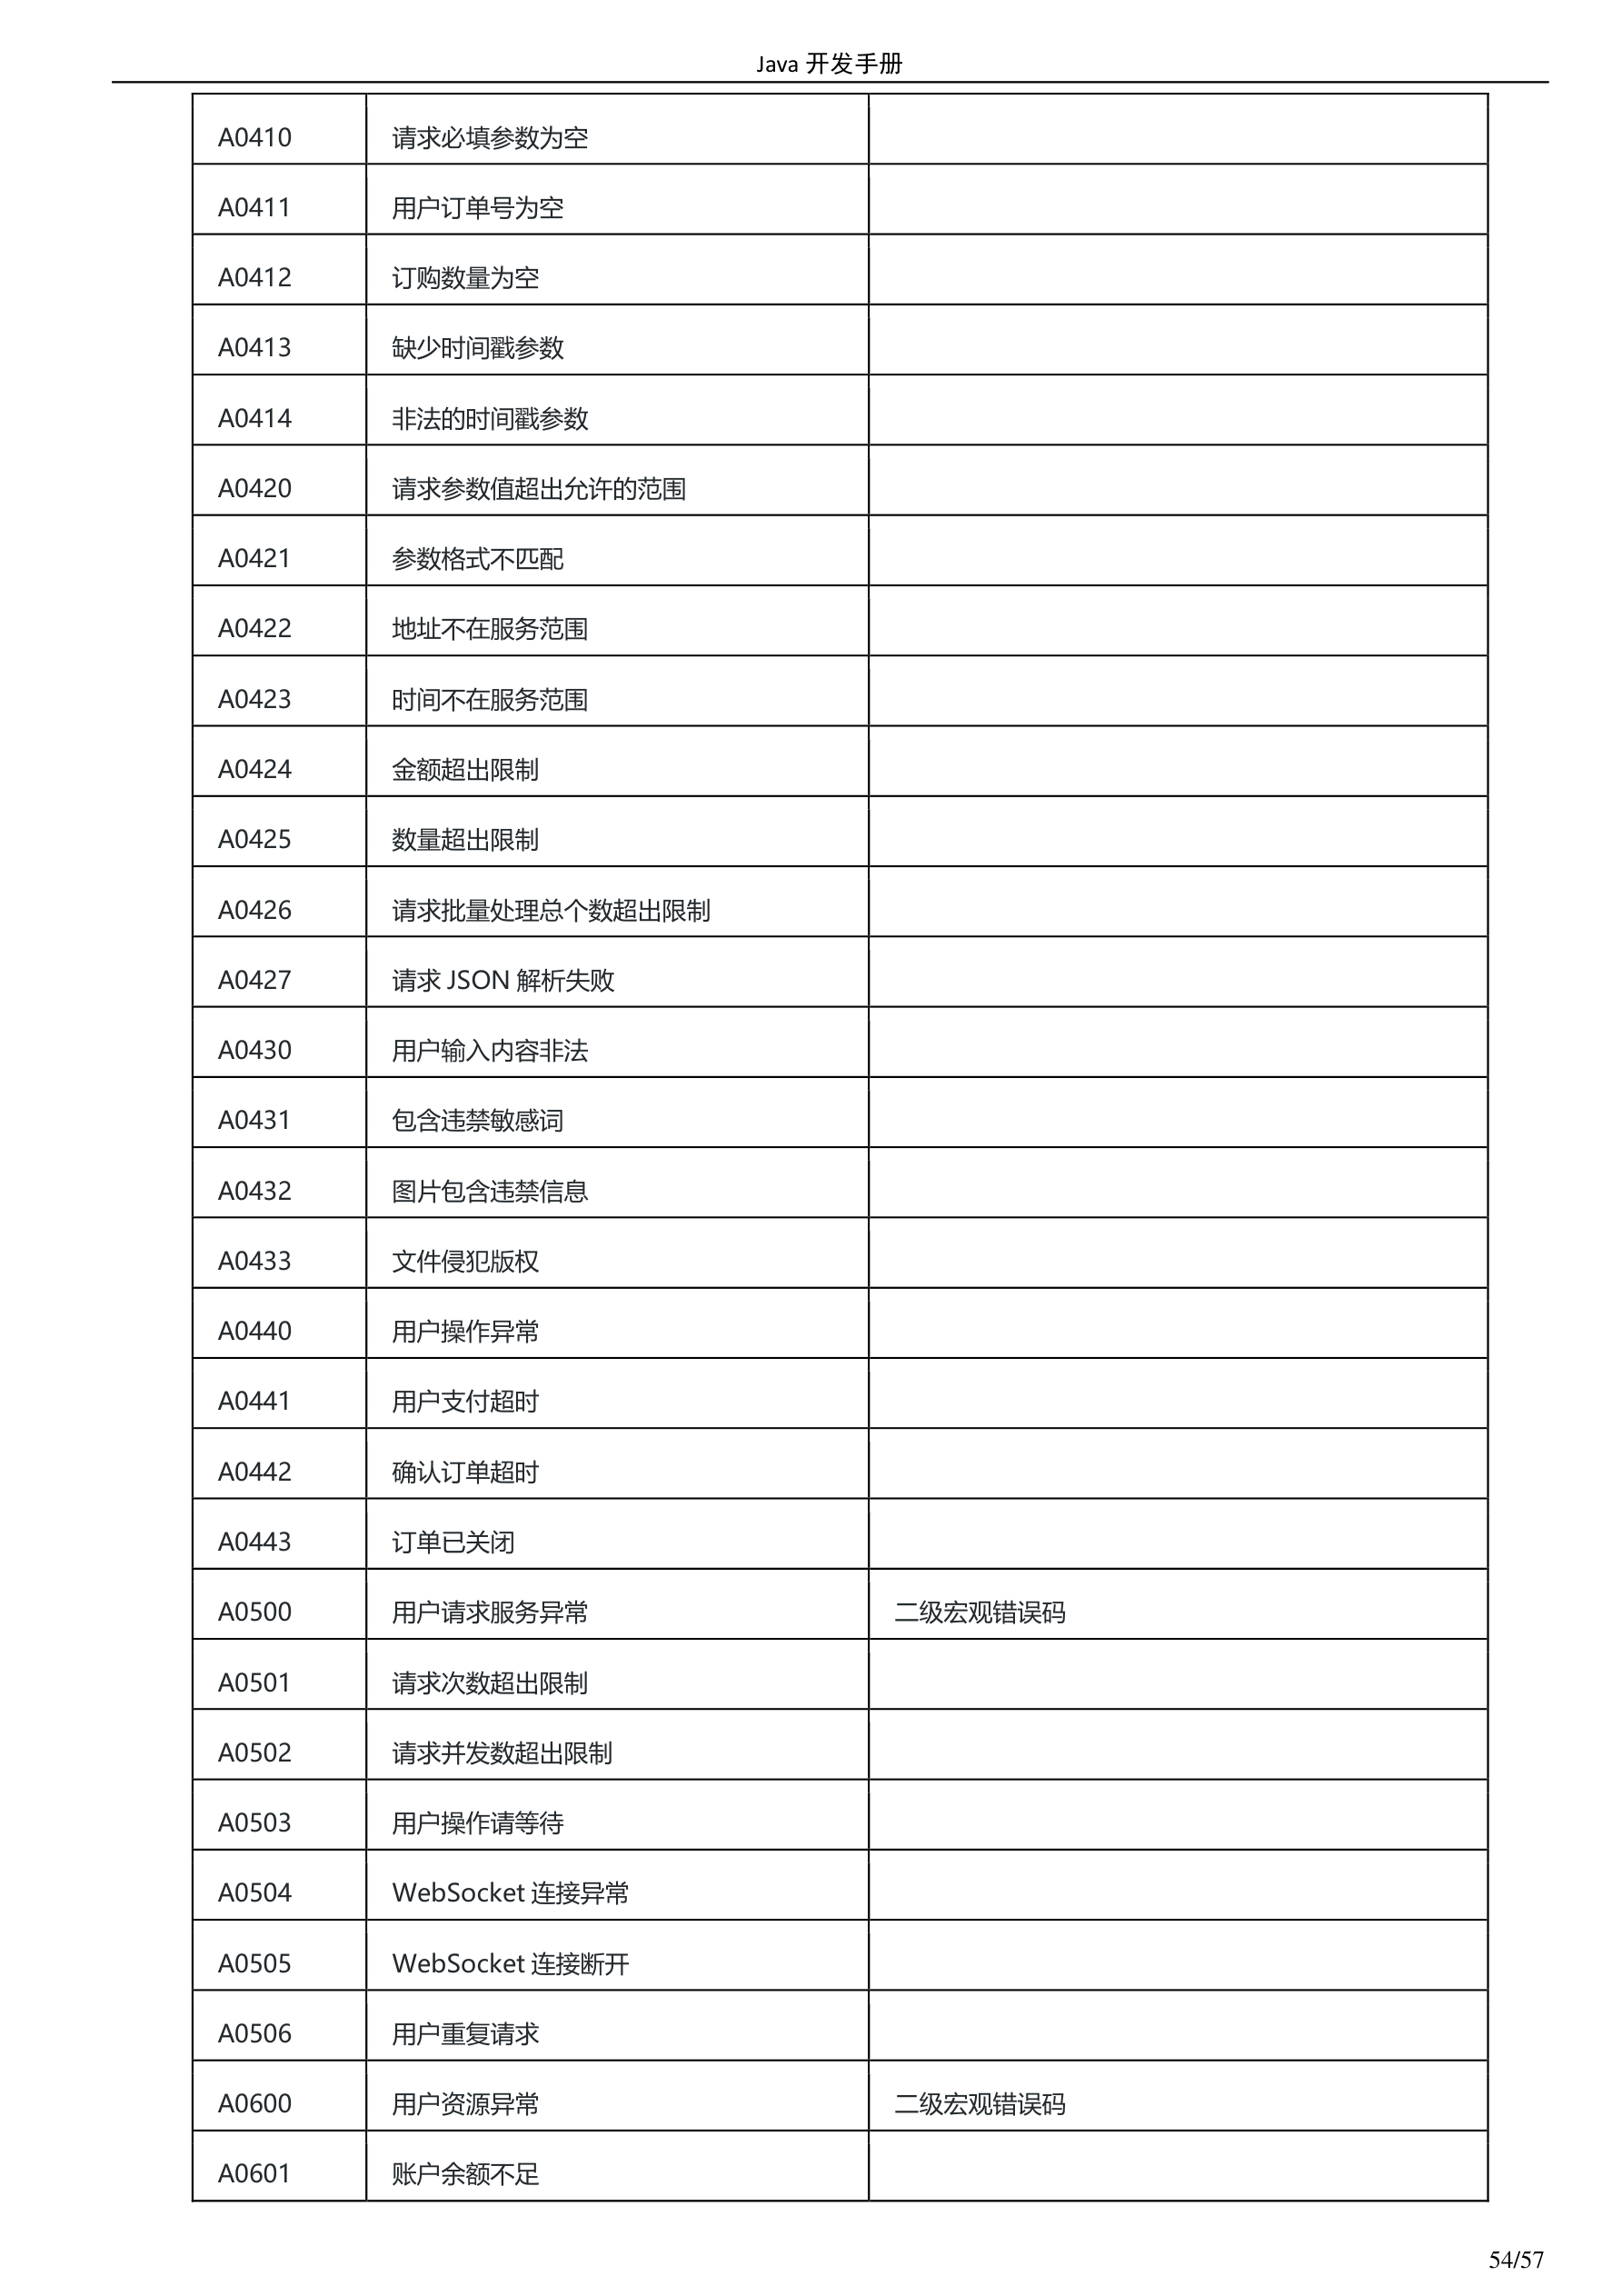 Java 开发手册
A0410 请求必填参数为空
A0411 用户订单号为空
A0412 订购数量为空
A0413 缺少时间戳参数
A0414 非法的时间戳参数
A0420 请求参数值超出允许的范围
A0421 参数格式不匹配
A0422 地址不在服务范围
A0423 时间不在服务范围
A0424 金额超出限制
A0425 数量超出限制
A0426 请求批量处理总个数超出限制
A0427 请求 JSON 解析失败
A0430 用户输入内容非法
A0431 包含违禁敏感词
A0432 图片包含违禁信息
A0433 文件侵犯版权
A0440 用户操作异常
A0441 用户支付超时
A0442 确认订单超时
A0443 订单已关闭
A0500 用户请求服务异常 二级宏观错误码
A0501 请求次数超出限制
A0502 请求并发数超出限制
A0503 用户操作请等待
A0504 WebSocket 连接异常
A0505 WebSocket 连接断开
A0506 用户重复请求
A0600 用户资源异常 二级宏观错误码
A0601 账户余额不足
54/57